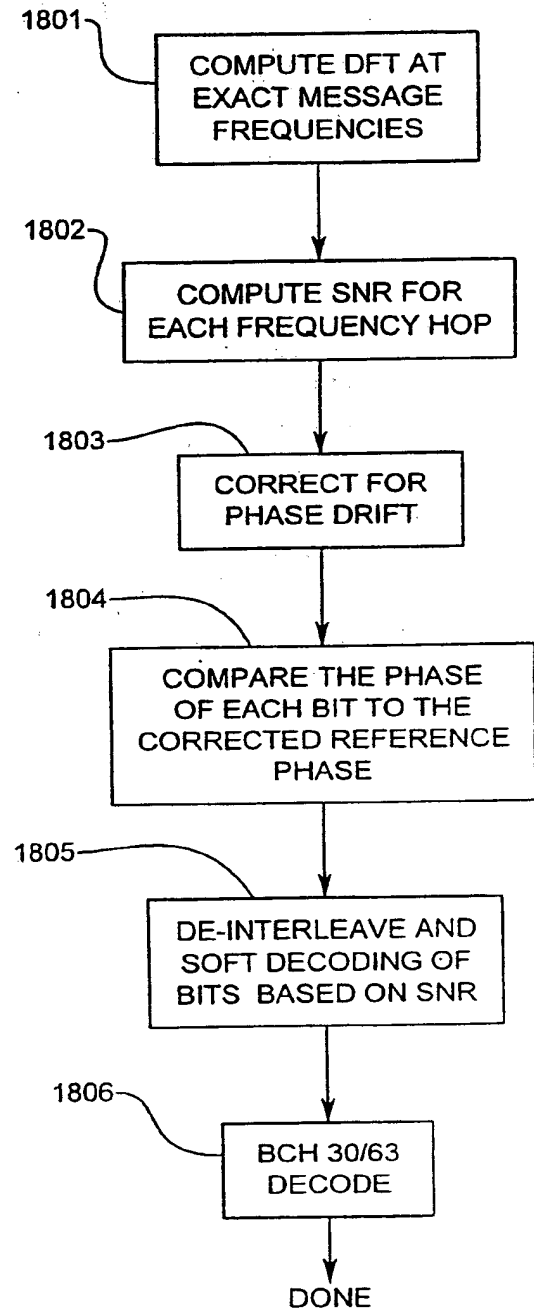 1801
COMPUTE DFT AT
EXACT MESSAGE
FREQUENCIES
1802
COMPUTE SNR FOR
EACH FREQUENCY HOP
1803
CORRECT FOR
PHASE DRIFT
1804
COMPARE THE PHASE
OF EACH BIT TO THE
CORRECTED REFERENCE
PHASE
1805
DE-INTERLEAVE AND
SOFT DECODING OF
BITS BASED ON SNR
1806
BCH 30/63
DECODE
DONE